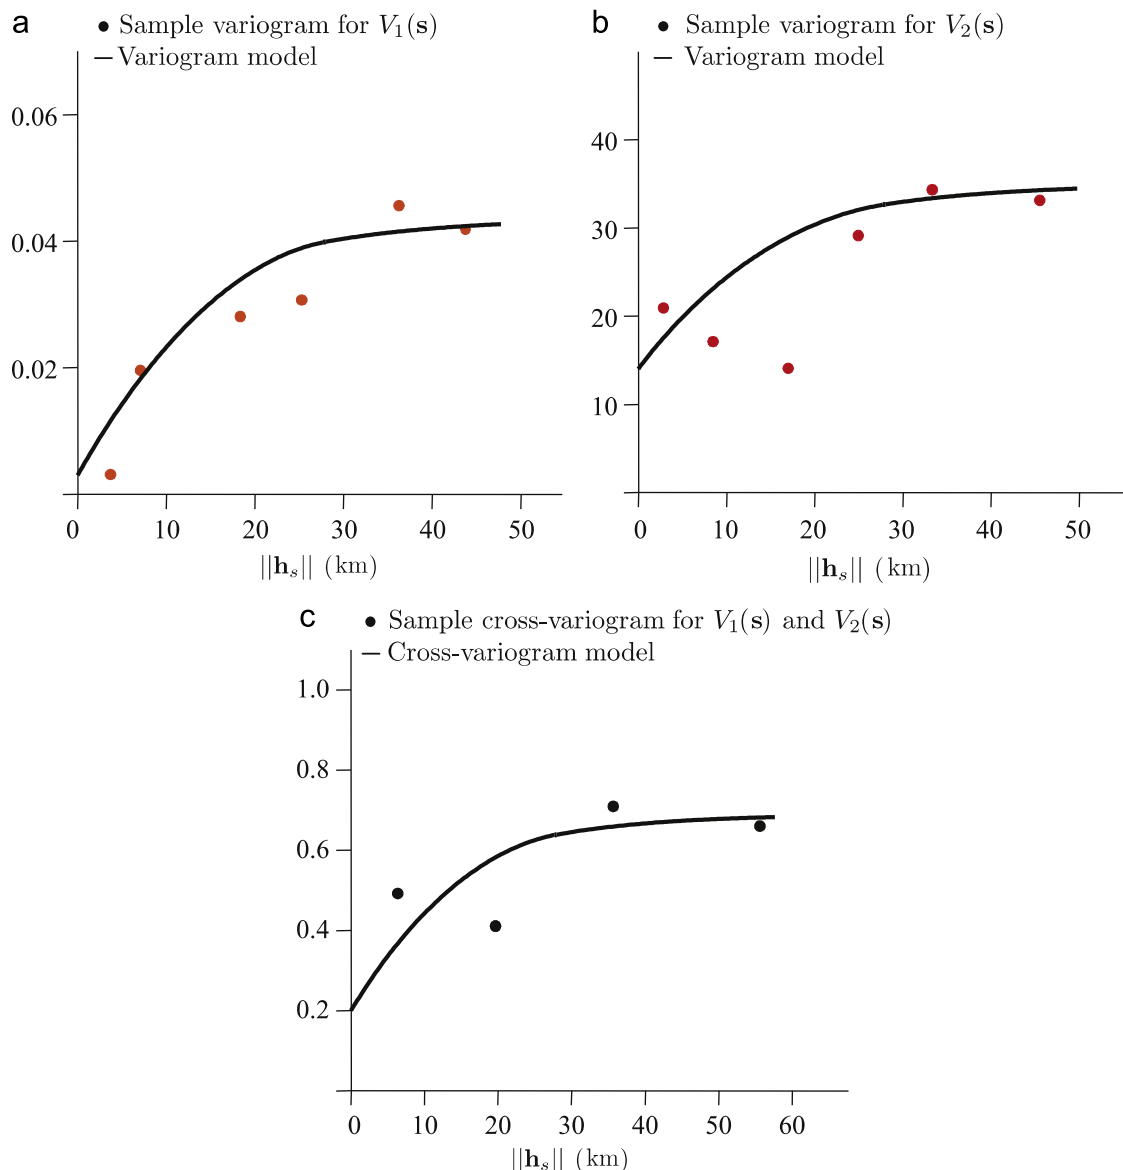 a
● Sample variogram for V₁(s)
— Variogram model
0.06
0.04
0.02
0 10 20 30 40 50
||hₛ|| (km)
b
● Sample variogram for V₂(s)
— Variogram model
40
30
20
10
0 10 20 30 40 50
||hₛ|| (km)
c
● Sample cross-variogram for V₁(s) and V₂(s)
— Cross-variogram model
1.0
0.8
0.6
0.4
0.2
0 10 20 30 40 50 60
||hₛ|| (km)